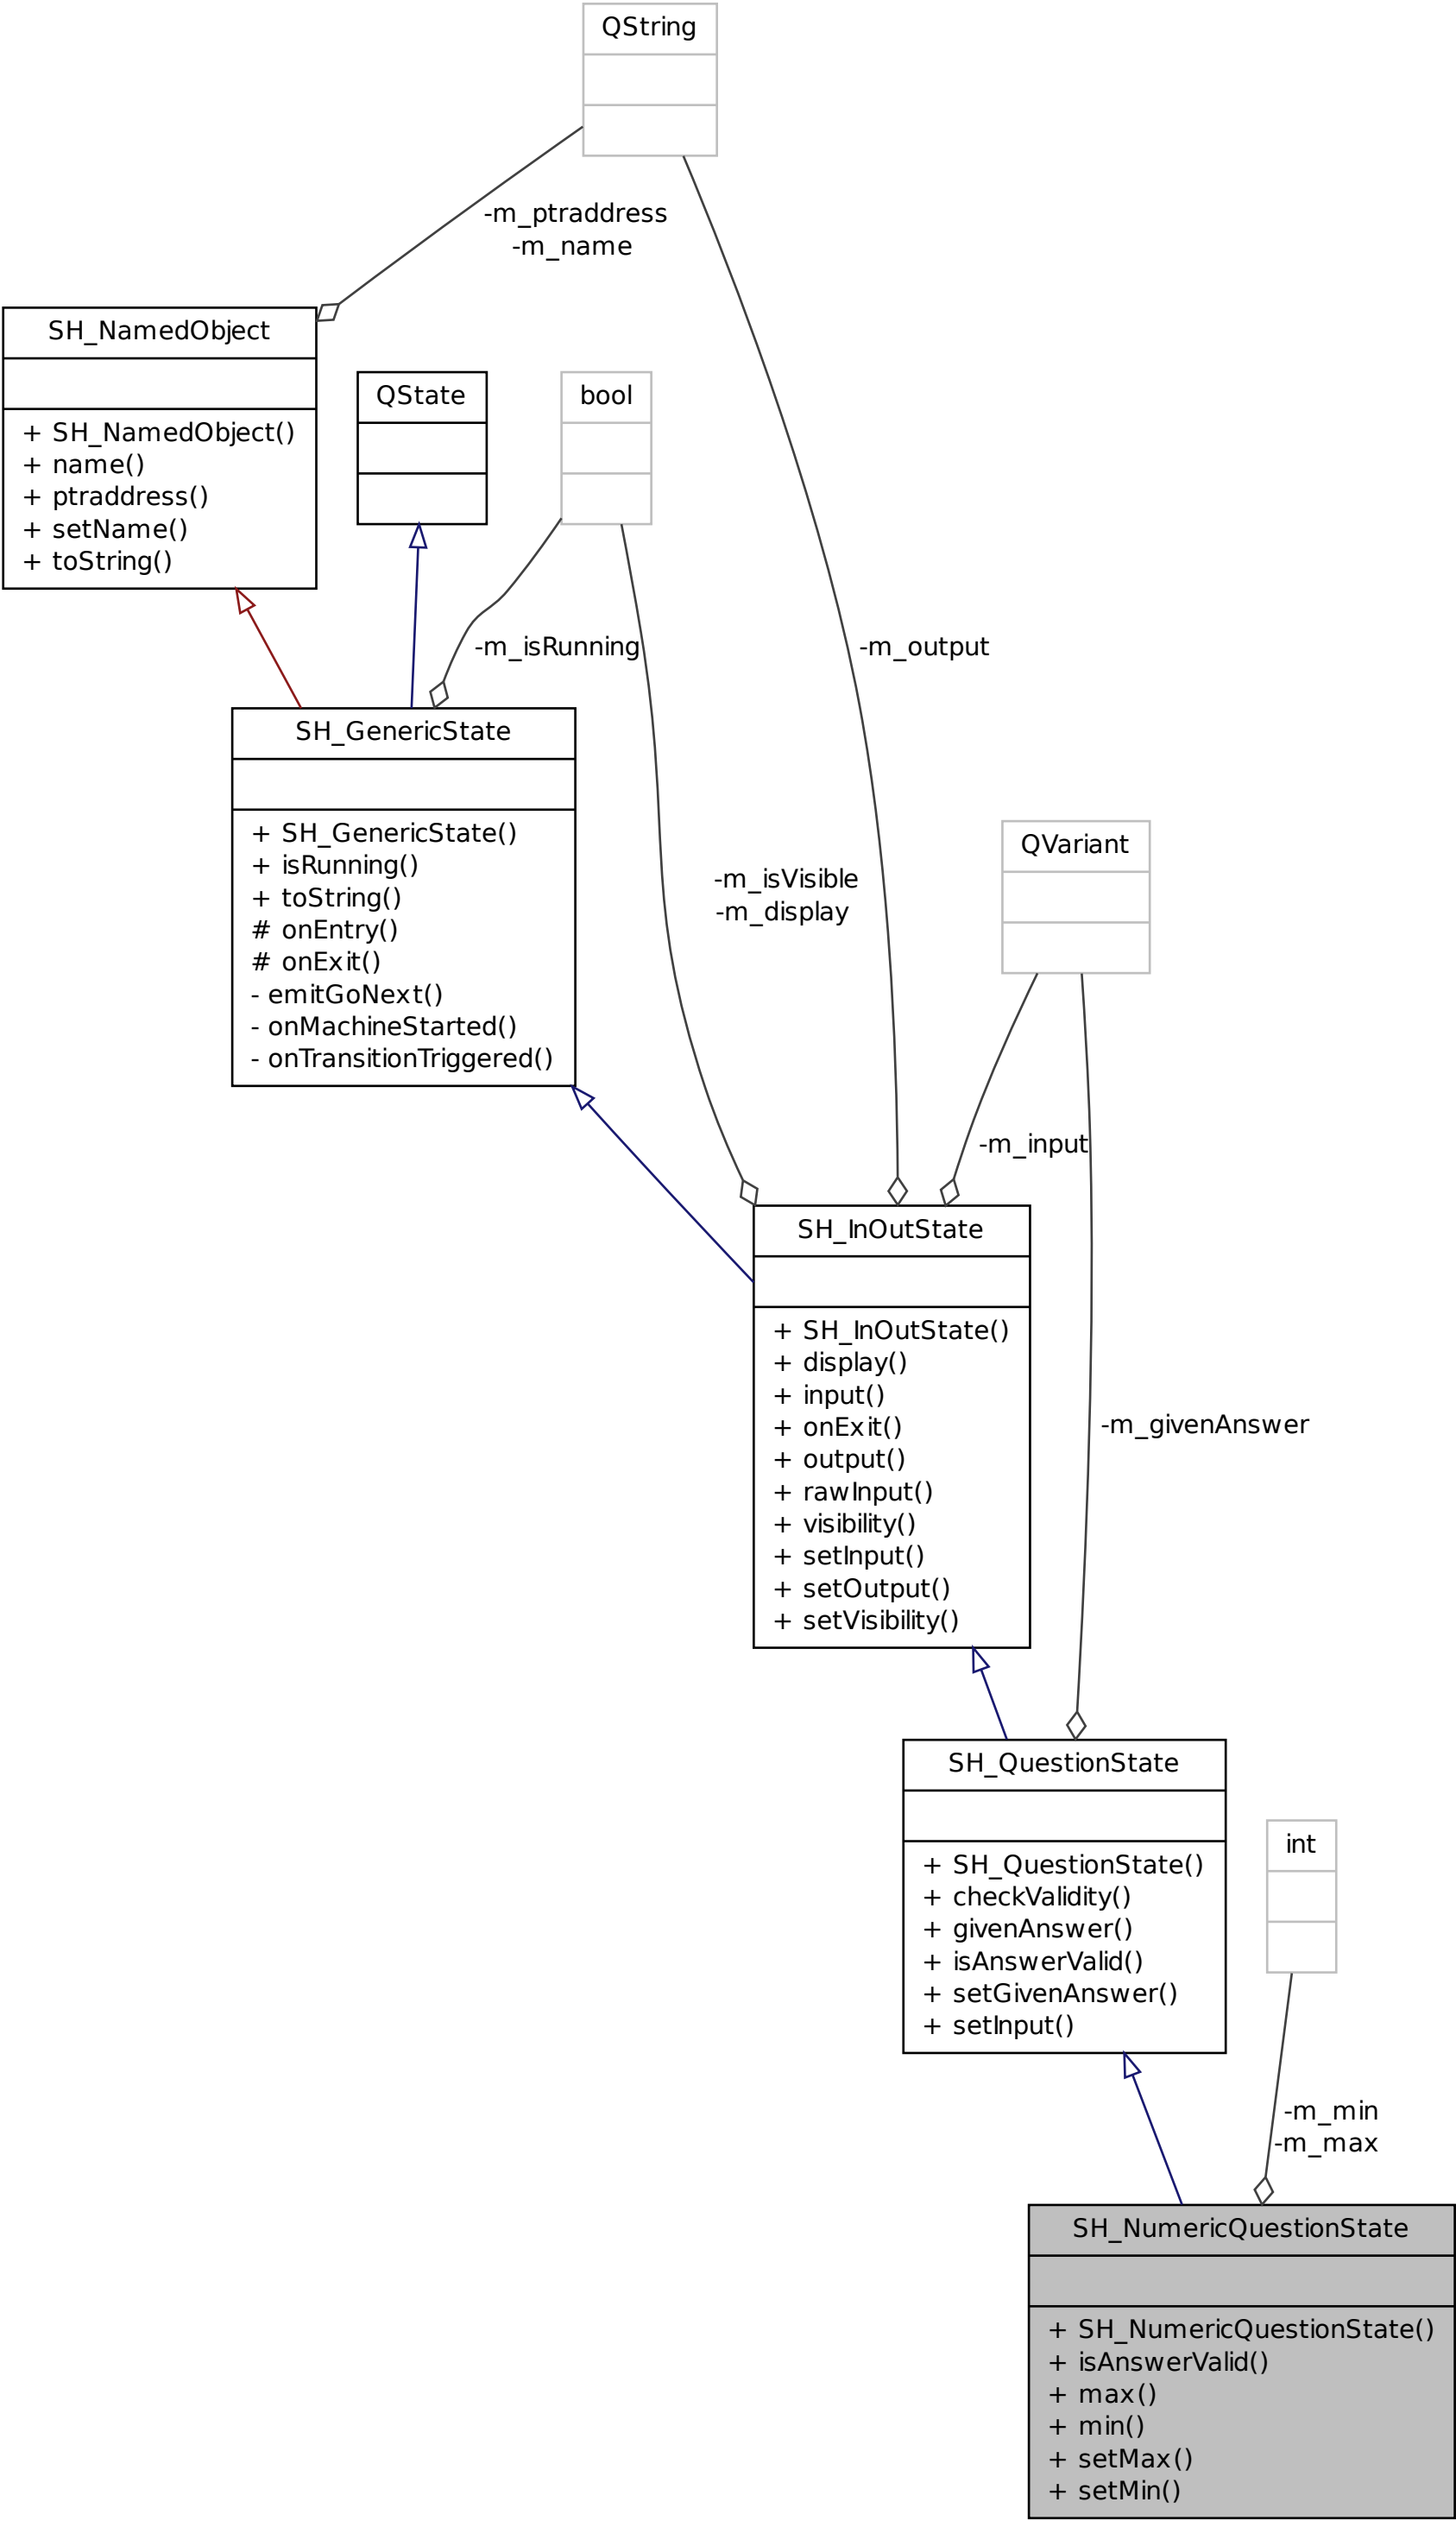 QString
-m_ptraddress
-m_name
SH_NamedObject
+ SH_NamedObject()
+ name()
+ ptraddress()
+ setName()
+ toString()
QState
bool
-m_isRunning
-m_output
SH_GenericState
+ SH_GenericState()
+ isRunning()
+ toString()
# onEntry()
# onExit()
- emitGoNext()
- onMachineStarted()
- onTransitionTriggered()
-m_isVisible
-m_display
QVariant
-m_input
SH_InOutState
+ SH_InOutState()
+ display()
+ input()
+ onExit()
+ output()
+ rawInput()
+ visibility()
+ setInput()
+ setOutput()
+ setVisibility()
-m_givenAnswer
SH_QuestionState
+ SH_QuestionState()
+ checkValidity()
+ givenAnswer()
+ isAnswerValid()
+ setGivenAnswer()
+ setInput()
int
-m_min
-m_max
SH_NumericQuestionState
+ SH_NumericQuestionState()
+ isAnswerValid()
+ max()
+ min()
+ setMax()
+ setMin()